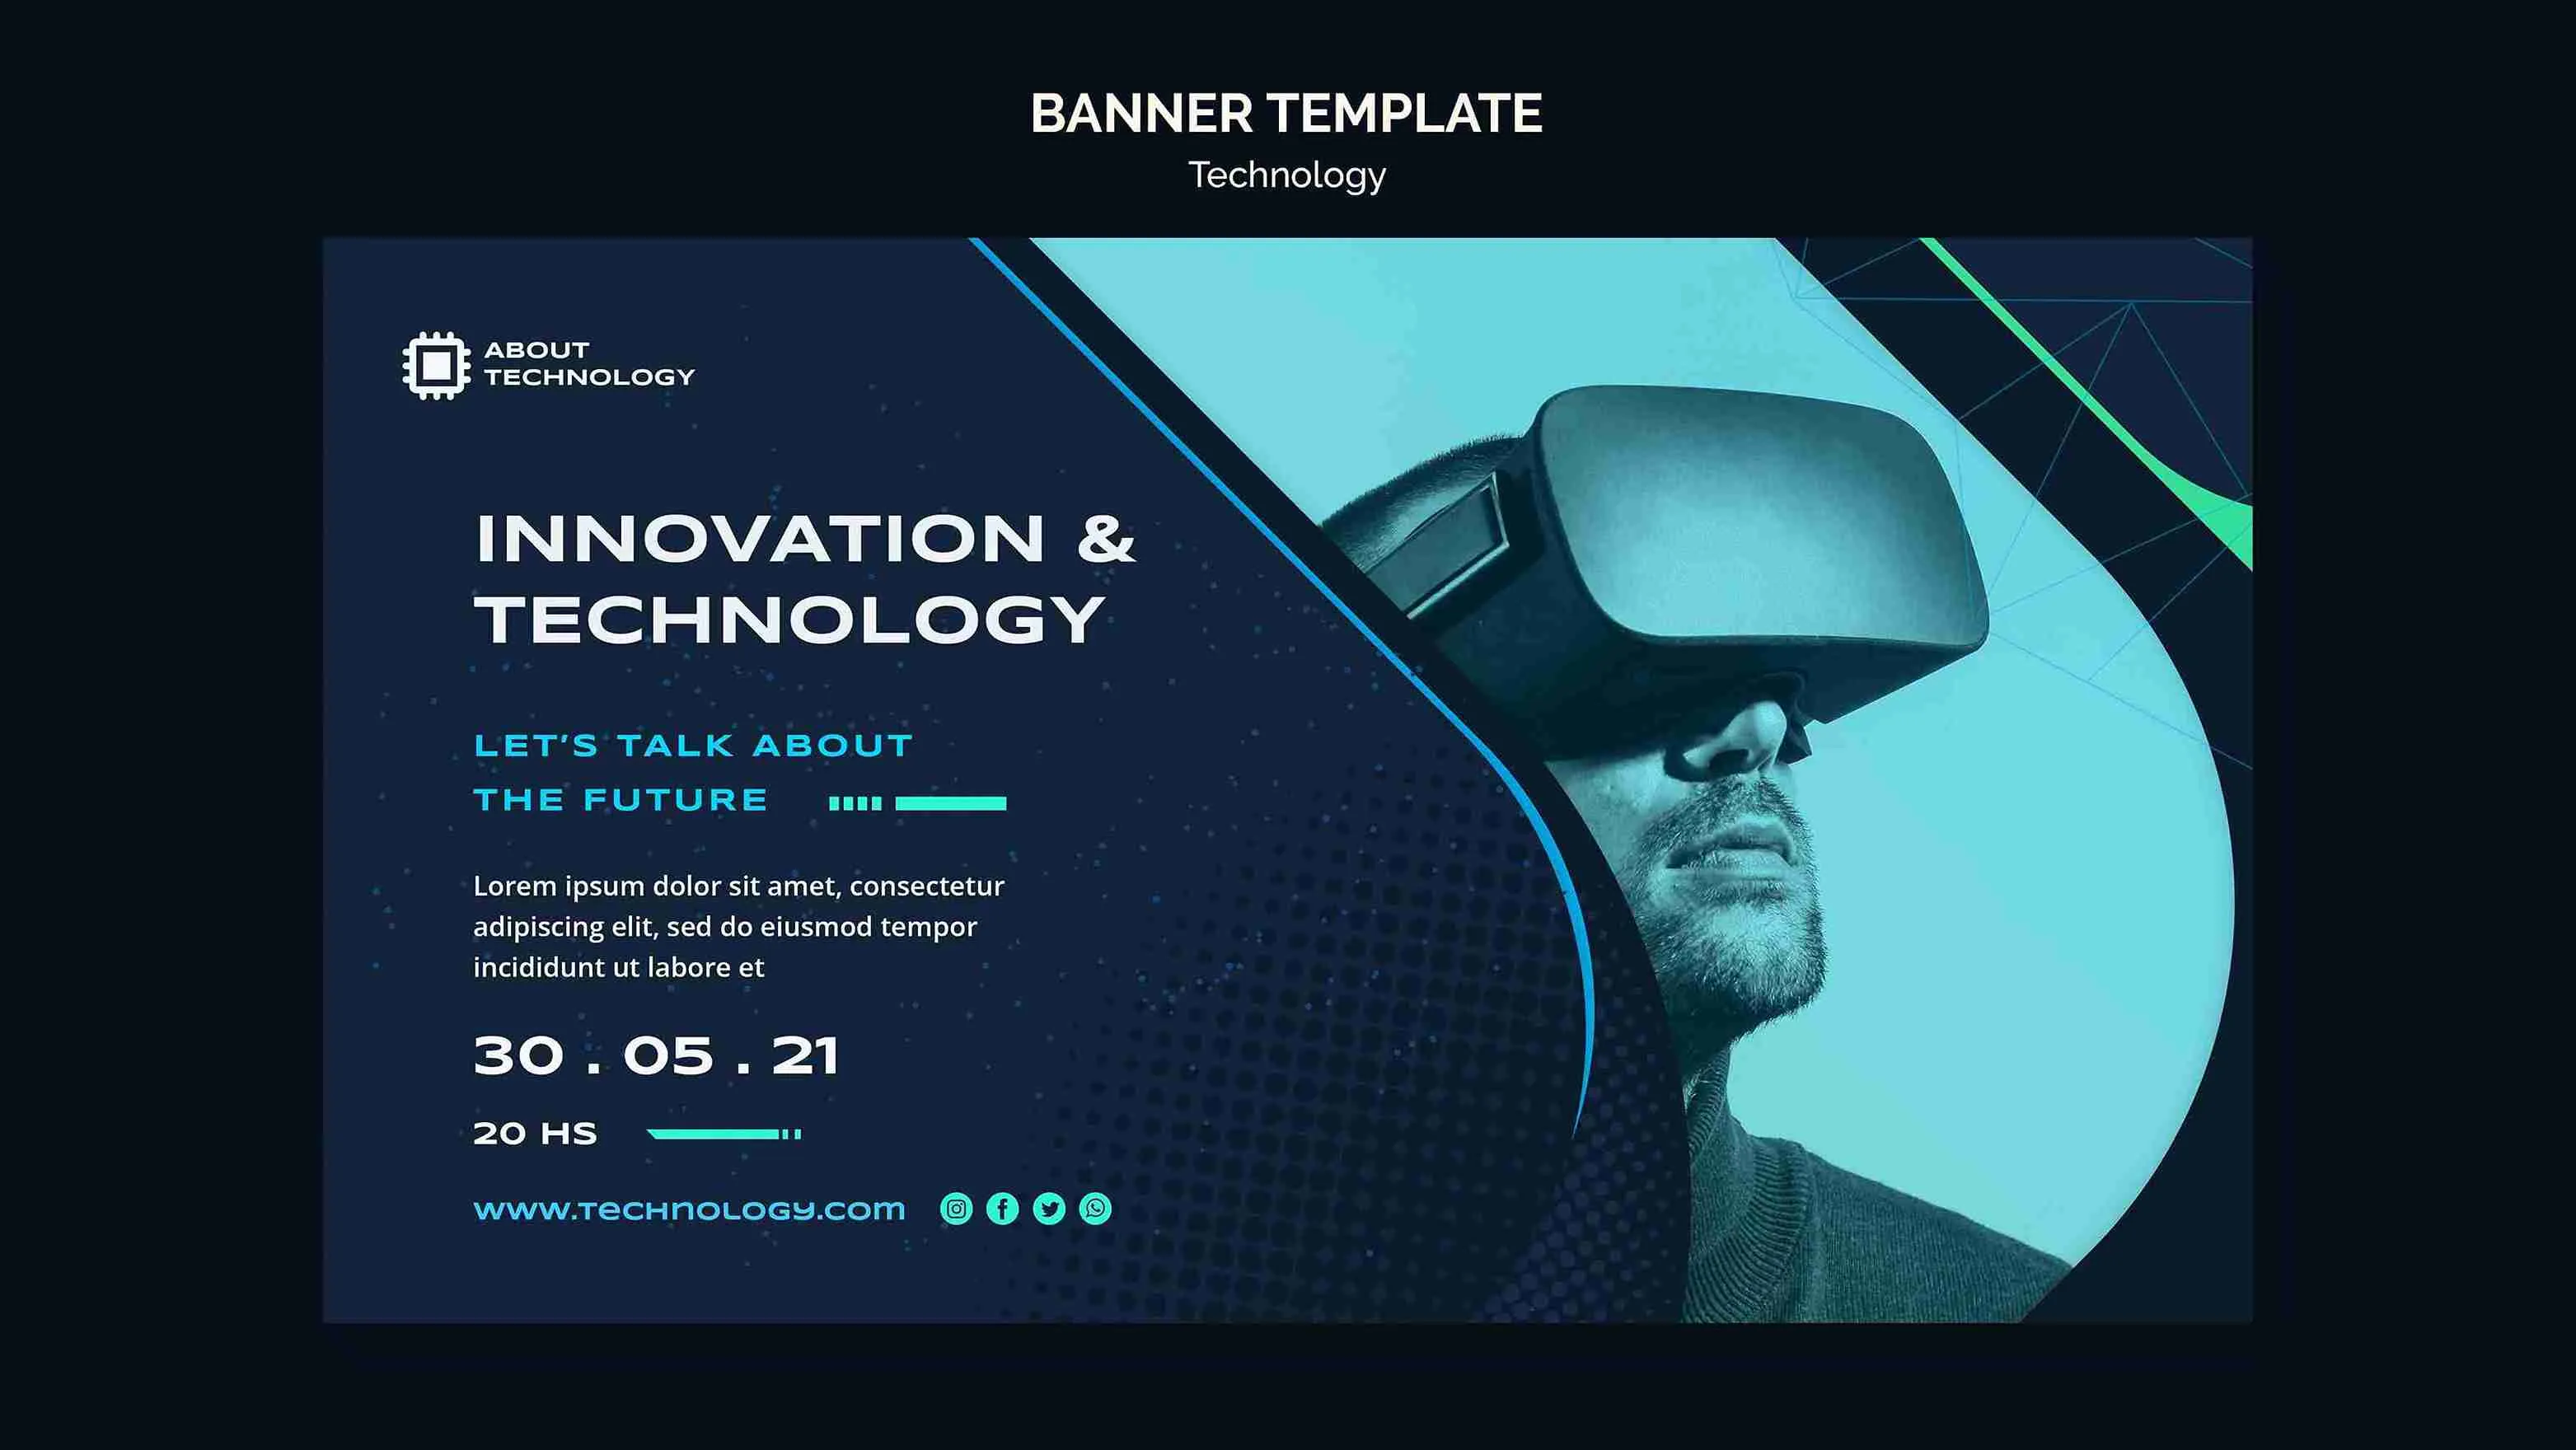 BANNER TEMPLATE
Technology
ABOUT
TECHNOLOGY
INNOVATION &
TECHNOLOGY
LET'S TALK ABOUT
THE FUTURE
Lorem ipsum dolor sit amet, consectetur
adipiscing elit, sed do eiusmod tempor
incididunt ut labore et
30 . 05 . 21
20 HS
www.technology.com